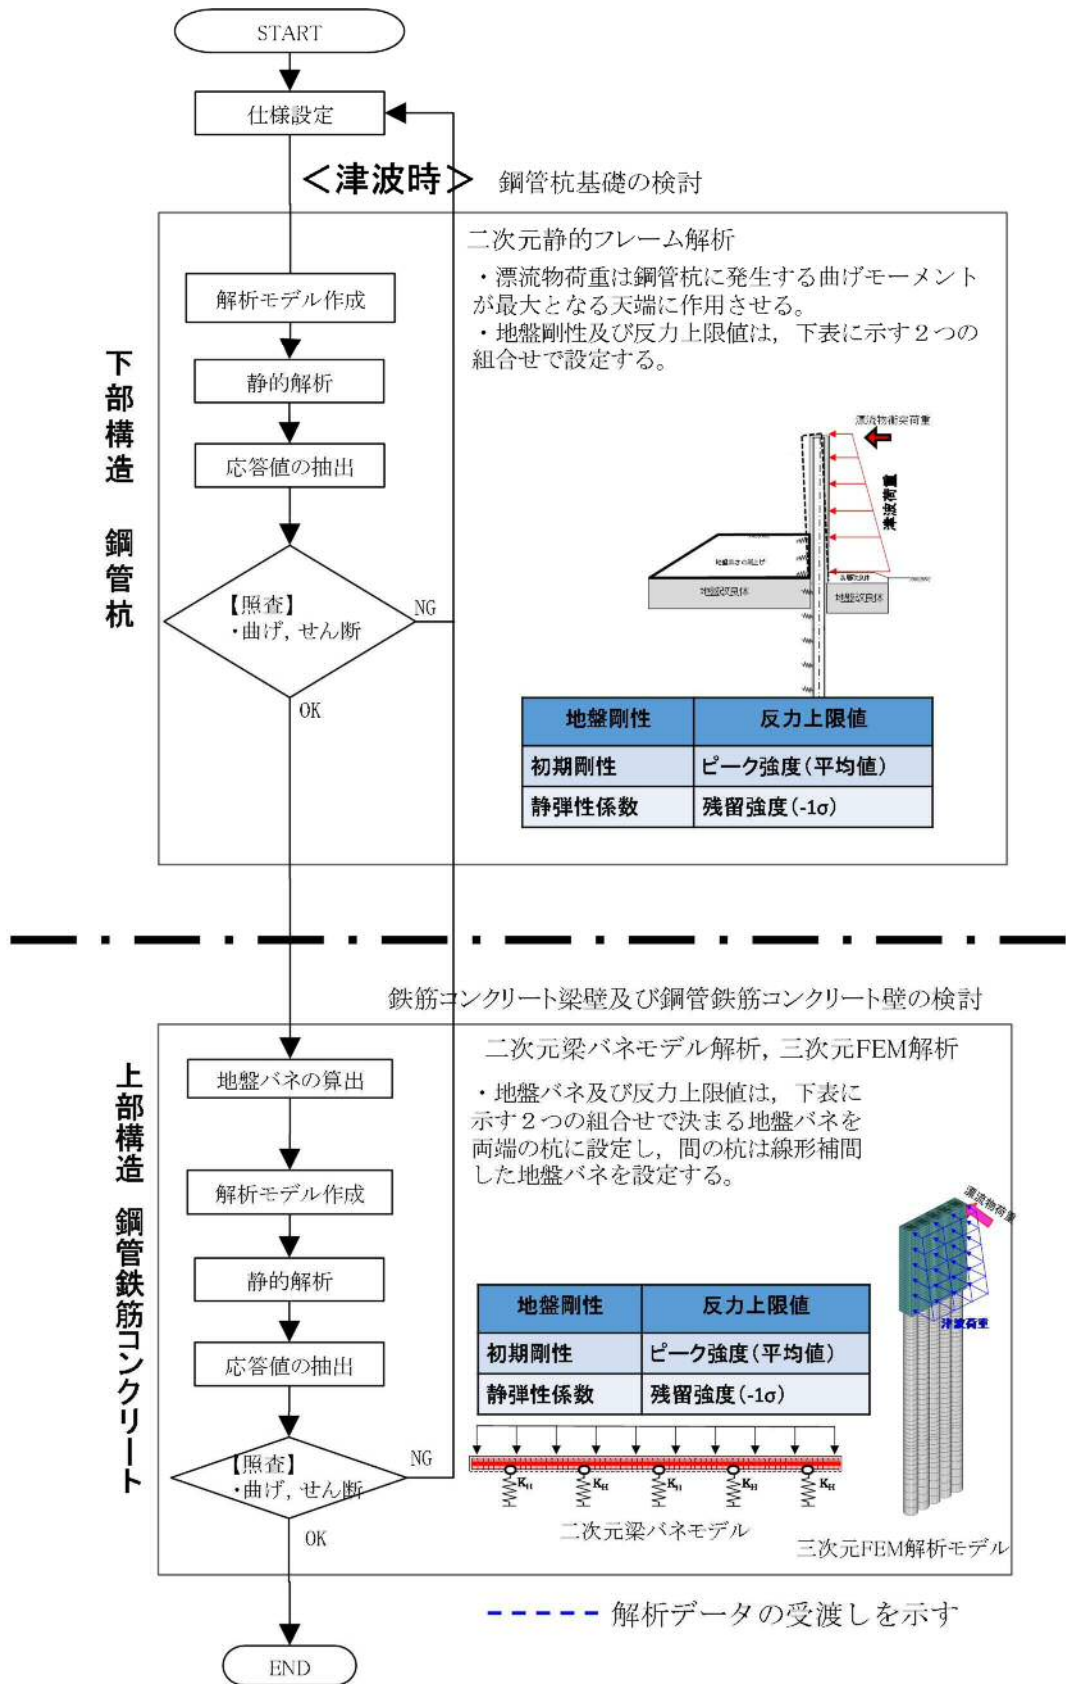 START
仕様設定
＜津波時＞
鋼管杭基礎の検討
下部構造 鋼管杭
二次元静的フレーム解析
・漂流物荷重は鋼管杭に発生する曲げモーメント
が最大となる天端に作用させる。
・地盤剛性及び反力上限値は，下表に示す２つの
組合せで設定する。
解析モデル作成
静的解析
応答値の抽出
【照査】
・曲げ，せん断
NG
OK
漂流物衝突荷重
津波荷重
地盤改良体
地盤改良体
地盤剛性 反力上限値
初期剛性 ピーク強度(平均値)
静弾性係数 残留強度(-1σ)
鉄筋コンクリート梁壁及び鋼管鉄筋コンクリート壁の検討
上部構造 鋼管鉄筋コンクリート
二次元梁バネモデル解析，三次元FEM解析
・地盤バネ及び反力上限値は，下表に
示す２つの組合せで決まる地盤バネを
両端の杭に設定し，間の杭は線形補間
した地盤バネを設定する。
地盤バネの算出
解析モデル作成
静的解析
応答値の抽出
【照査】
・曲げ，せん断
NG
OK
地盤剛性 反力上限値
初期剛性 ピーク強度(平均値)
静弾性係数 残留強度(-1σ)
KH KH KH KH KH
二次元梁バネモデル
漂流物荷重
津波荷重
三次元FEM解析モデル
解析データの受渡しを示す
END